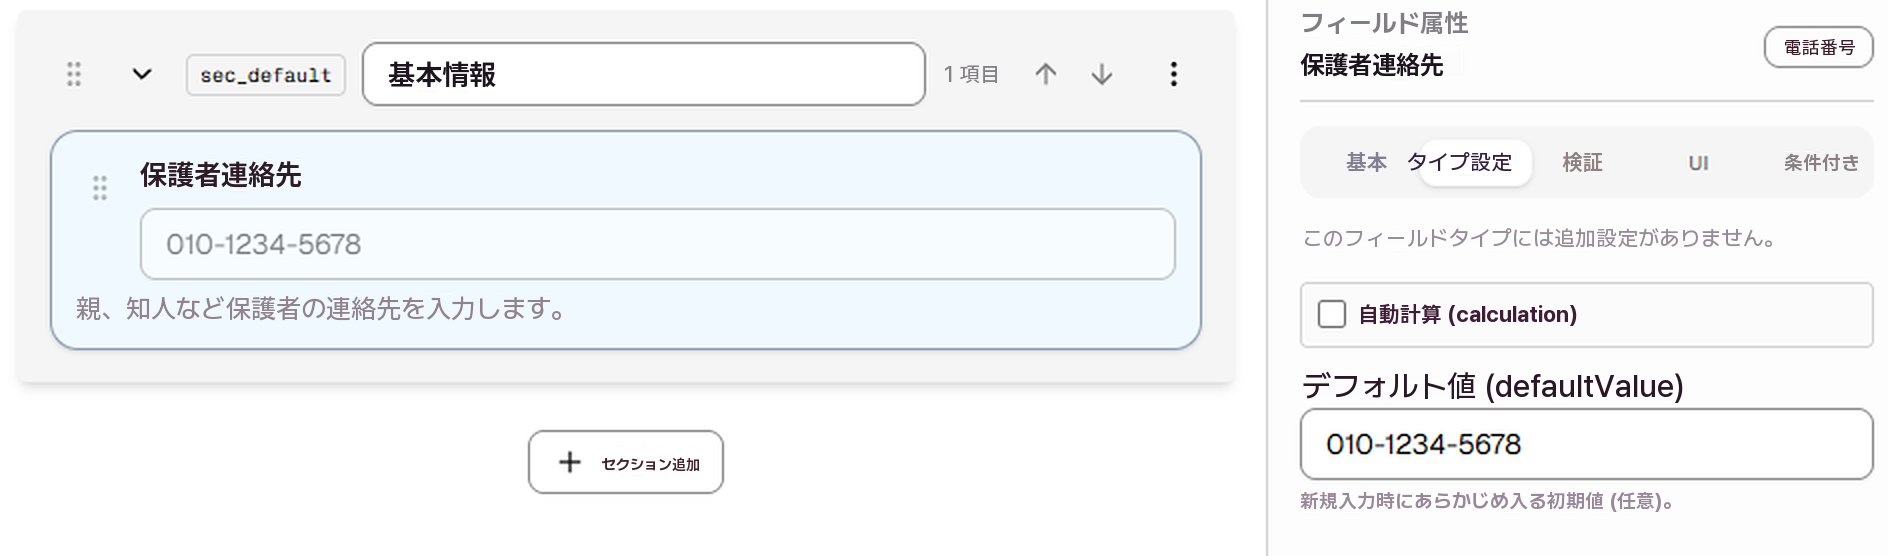 sec_default
基本情報
1 項目
保護者連絡先
010-1234-5678
親、知人など保護者の連絡先を入力します。
セクション追加
フィールド属性
保護者連絡先
電話番号
基本 タイプ設定 検証 UI 条件付き
このフィールドタイプには追加設定がありません。
自動計算 (calculation)
デフォルト値 (defaultValue)
010-1234-5678
新規入力時にあらかじめ入る初期値 (任意)。